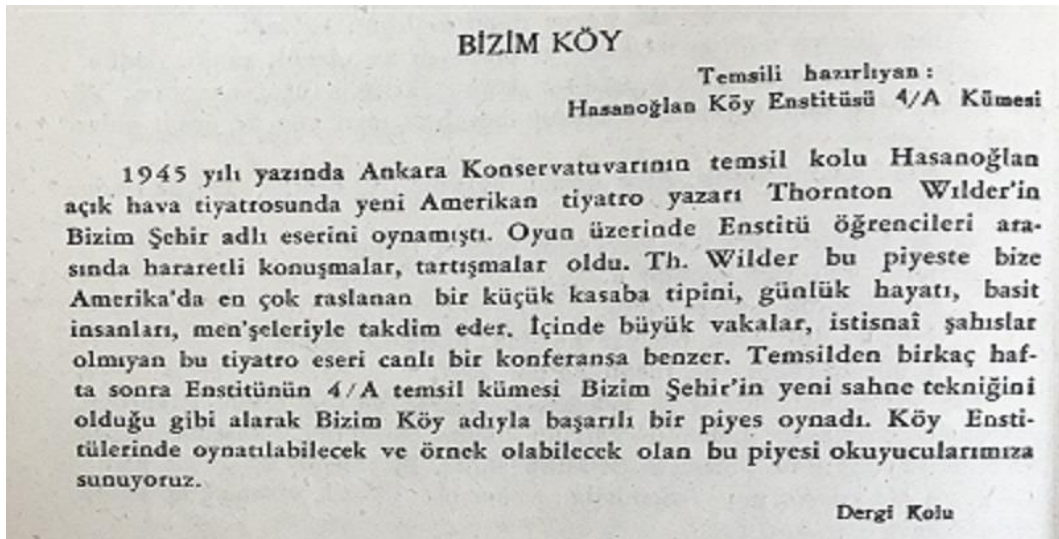 BİZİM KÖY
Temsili hazırlıyan :
Hasanoğlan Köy Enstitüsü 4/A Kümesi
1945 yılı yazında Ankara Konservatuvarının temsil kolu Hasanoğlan
açık hava tiyatrosunda yeni Amerikan tiyatro yazarı Thornton Wılder'in
Bizim Şehir adlı eserini oynamıştı. Oyun üzerinde Enstitü öğrencileri ara-
sında hararetli konuşmalar, tartışmalar oldu. Th. Wilder bu piyeste bize
Amerika'da en çok raslanan bir küçük kasaba tipini, günlük hayatı, basit
insanları, men'şeleriyle takdim eder. İçinde büyük vakalar, istisnaî şahıslar
olmıyan bu tiyatro eseri canlı bir konferansa benzer. Temsilden birkaç haf-
ta sonra Enstitünün 4/A temsil kümesi Bizim Şehir'in yeni sahne tekniğini
olduğu gibi alarak Bizim Köy adıyla başarılı bir piyes oynadı. Köy Ensti-
tülerinde oynatılabilecek ve örnek olabilecek olan bu piyesi okuyucularımıza
sunuyoruz.
Dergi Kolu